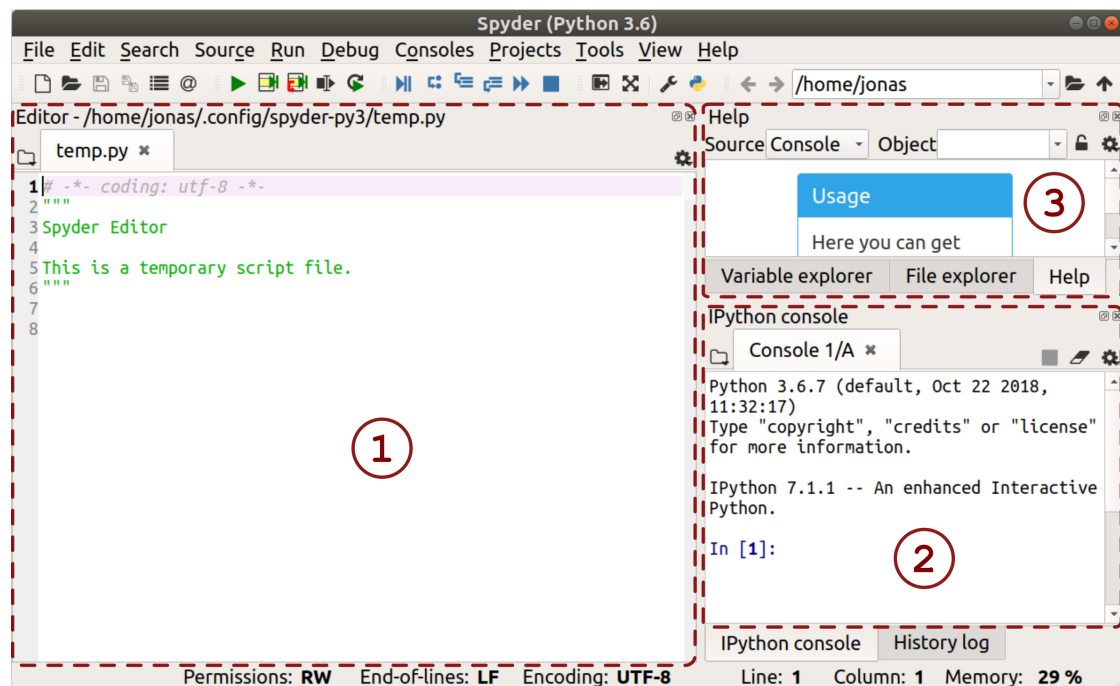 Spyder (Python 3.6)
File Edit Search Source Run Debug Consoles Projects Tools View Help
@ /home/jonas
Editor - /home/jonas/.config/spyder-py3/temp.py
temp.py
1 # -*- coding: utf-8 -*-
2 """
3 Spyder Editor
4
5 This is a temporary script file.
6 """
7
8
1
Help
Source Console Object
Usage
Here you can get
3
Variable explorer File explorer Help
IPython console
Console 1/A
Python 3.6.7 (default, Oct 22 2018,
11:32:17)
Type "copyright", "credits" or "license"
for more information.
IPython 7.1.1 -- An enhanced Interactive
Python.
In [1]:
2
IPython console History log
Permissions: RW End-of-lines: LF Encoding: UTF-8 Line: 1 Column: 1 Memory: 29 %